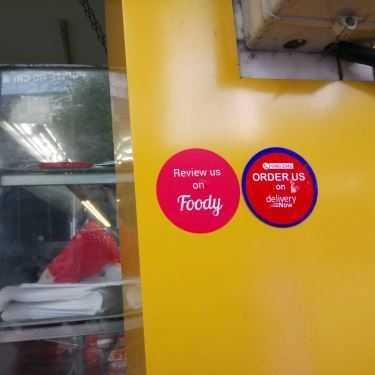 Review us
on
Foody
ORDER US
on
delivery
Now